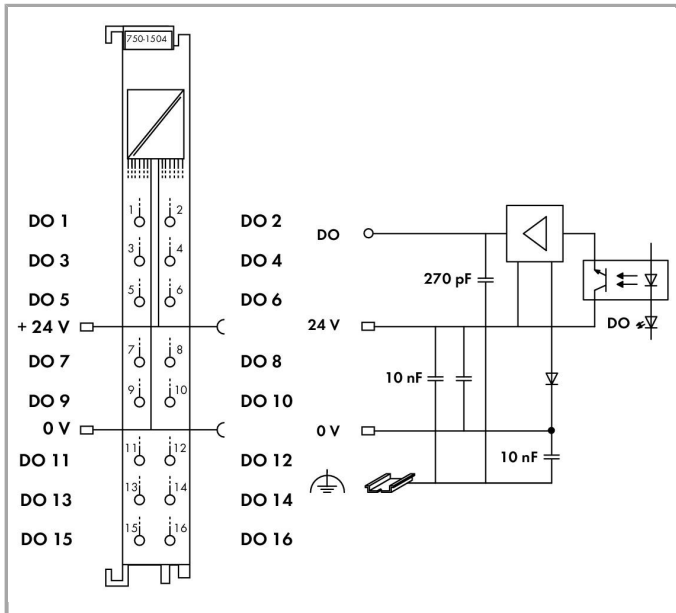 750-1504
1 2
DO 1 DO 2
3 4
DO 3 DO 4
5 6
DO 5 DO 6
+ 24 V
7 8
DO 7 DO 8
9 10
DO 9 DO 10
0 V
11 12
DO 11 DO 12
13 14
DO 13 DO 14
15 16
DO 15 DO 16
DO
270 pF
24 V
DO
10 nF
0 V
10 nF